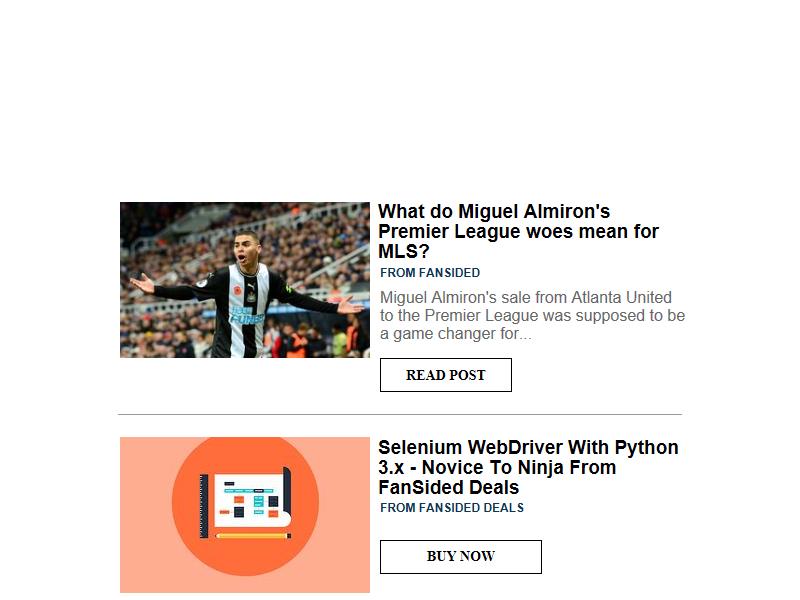 What do Miguel Almiron's
Premier League woes mean for
MLS?
FROM FANSIDED
Miguel Almiron's sale from Atlanta United
to the Premier League was supposed to be
a game changer for...
READ POST
Selenium WebDriver With Python
3.x - Novice To Ninja From
FanSided Deals
FROM FANSIDED DEALS
BUY NOW